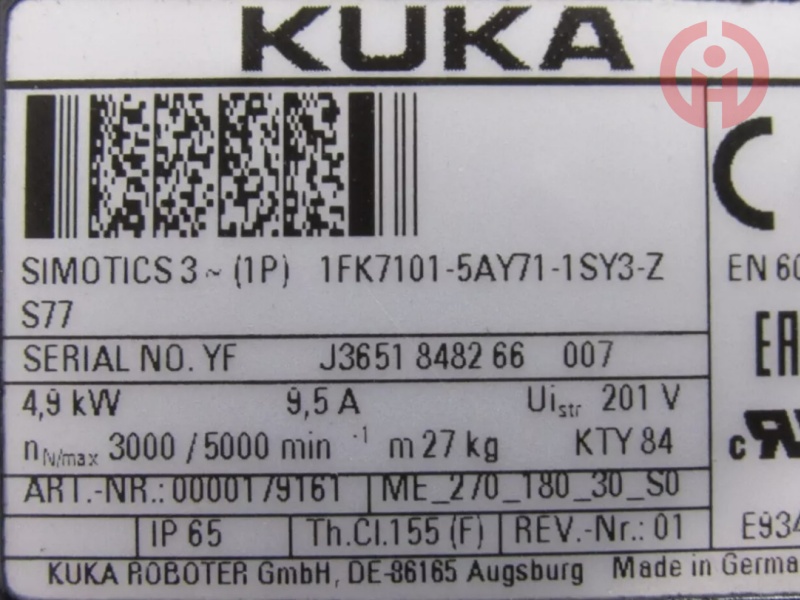 KUKA
SIMOTICS 3 ~ (1P) 1FK7101-5AY71-1SY3-Z
EN 60
S77
SERIAL NO. YF J3651 8482 66 007
4,9 kW 9,5 A Uistr 201 V
nN/max 3000 / 5000 min -1 m 27 kg KTY 84
ART.-NR.: 0000179161 ME_270_180_30_S0
IP 65 Th.Cl.155 (F) REV.-Nr.: 01 E934
KUKA ROBOTER GmbH, DE-86165 Augsburg Made in Germa